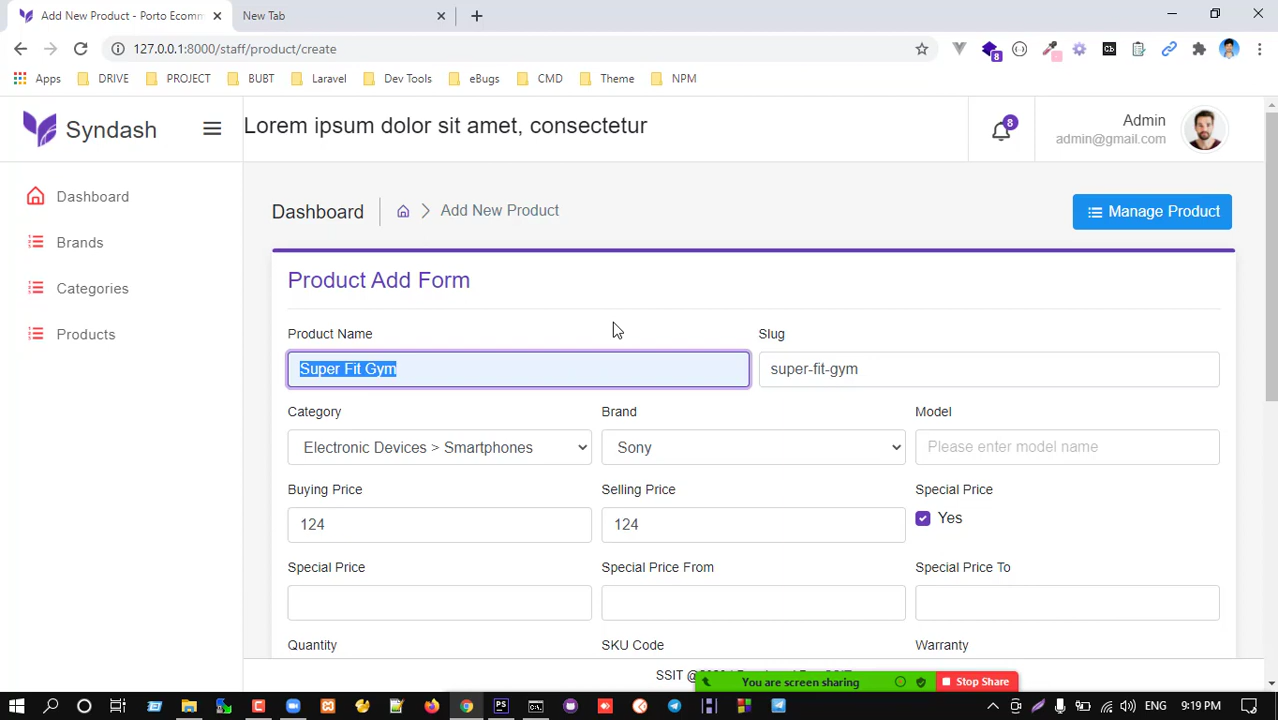 Add New Product - Porto Ecomm
New Tab
127.0.0.1:8000/staff/product/create
8
Cb
Apps DRIVE PROJECT BUBT Laravel Dev Tools eBugs CMD Theme NPM
Syndash
Lorem ipsum dolor sit amet, consectetur
8
Admin
admin@gmail.com
Dashboard
Brands
Categories
Products
Dashboard
Add New Product
Manage Product
Product Add Form
Product Name
Slug
Super Fit Gym
super-fit-gym
Category
Brand
Model
Electronic Devices > Smartphones
Sony
Please enter model name
Buying Price
Selling Price
Special Price
124
124
Yes
Special Price
Special Price From
Special Price To
Quantity
SKU Code
Warranty
SSIT
You are screen sharing
Stop Share
ENG
9:19 PM